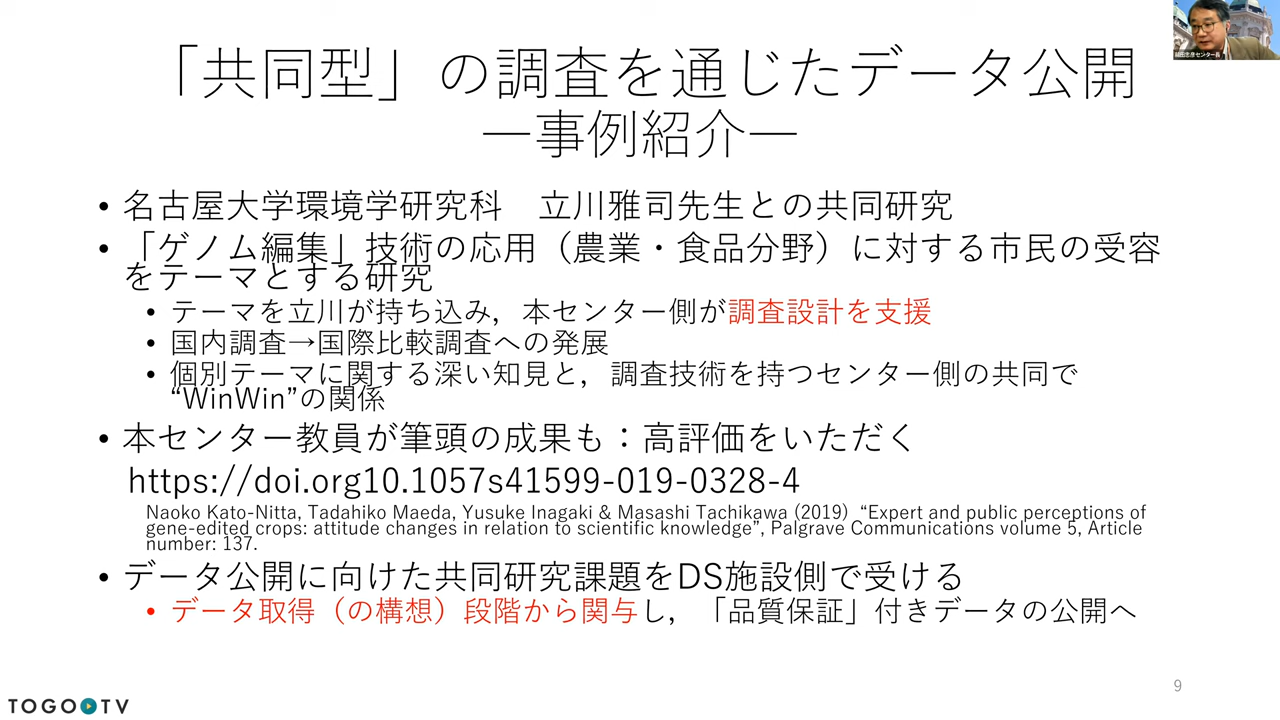 「共同型」の調査を通じたデータ公開
―事例紹介―
• 名古屋大学環境学研究科　立川雅司先生との共同研究
• 「ゲノム編集」技術の応用（農業・食品分野）に対する市民の受容
をテーマとする研究
• テーマを立川が持ち込み，本センター側が調査設計を支援
• 国内調査→国際比較調査への発展
• 個別テーマに関する深い知見と，調査技術を持つセンター側の共同で
“WinWin”の関係
• 本センター教員が筆頭の成果も：高評価をいただく
https://doi.org10.1057s41599-019-0328-4
Naoko Kato-Nitta, Tadahiko Maeda, Yusuke Inagaki & Masashi Tachikawa (2019) “Expert and public perceptions of
gene-edited crops: attitude changes in relation to scientific knowledge”, Palgrave Communications volume 5, Article
number: 137.
• データ公開に向けた共同研究課題をDS施設側で受ける
• データ取得（の構想）段階から関与し，「品質保証」付きデータの公開へ
9
TOGO TV